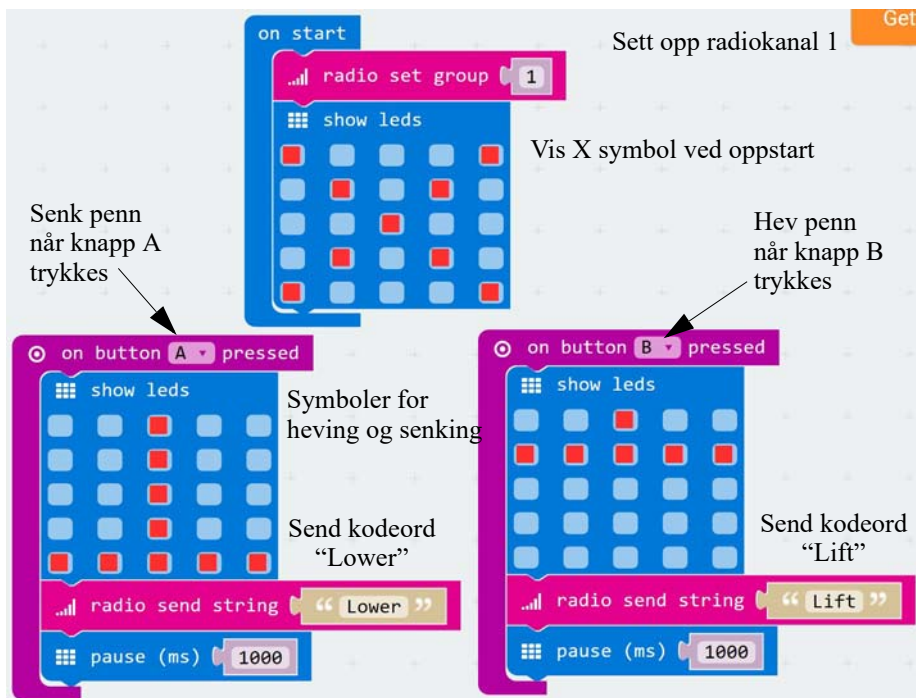 Get
on start
Sett opp radiokanal 1
radio set group 1
show leds
Vis X symbol ved oppstart
Senk penn
når knapp A
trykkes
Hev penn
når knapp B
trykkes
on button A pressed
show leds
Symboler for
heving og senking
Send kodeord
“Lower”
radio send string “ Lower ”
pause (ms) 1000
on button B pressed
show leds
Send kodeord
“Lift”
radio send string “ Lift ”
pause (ms) 1000